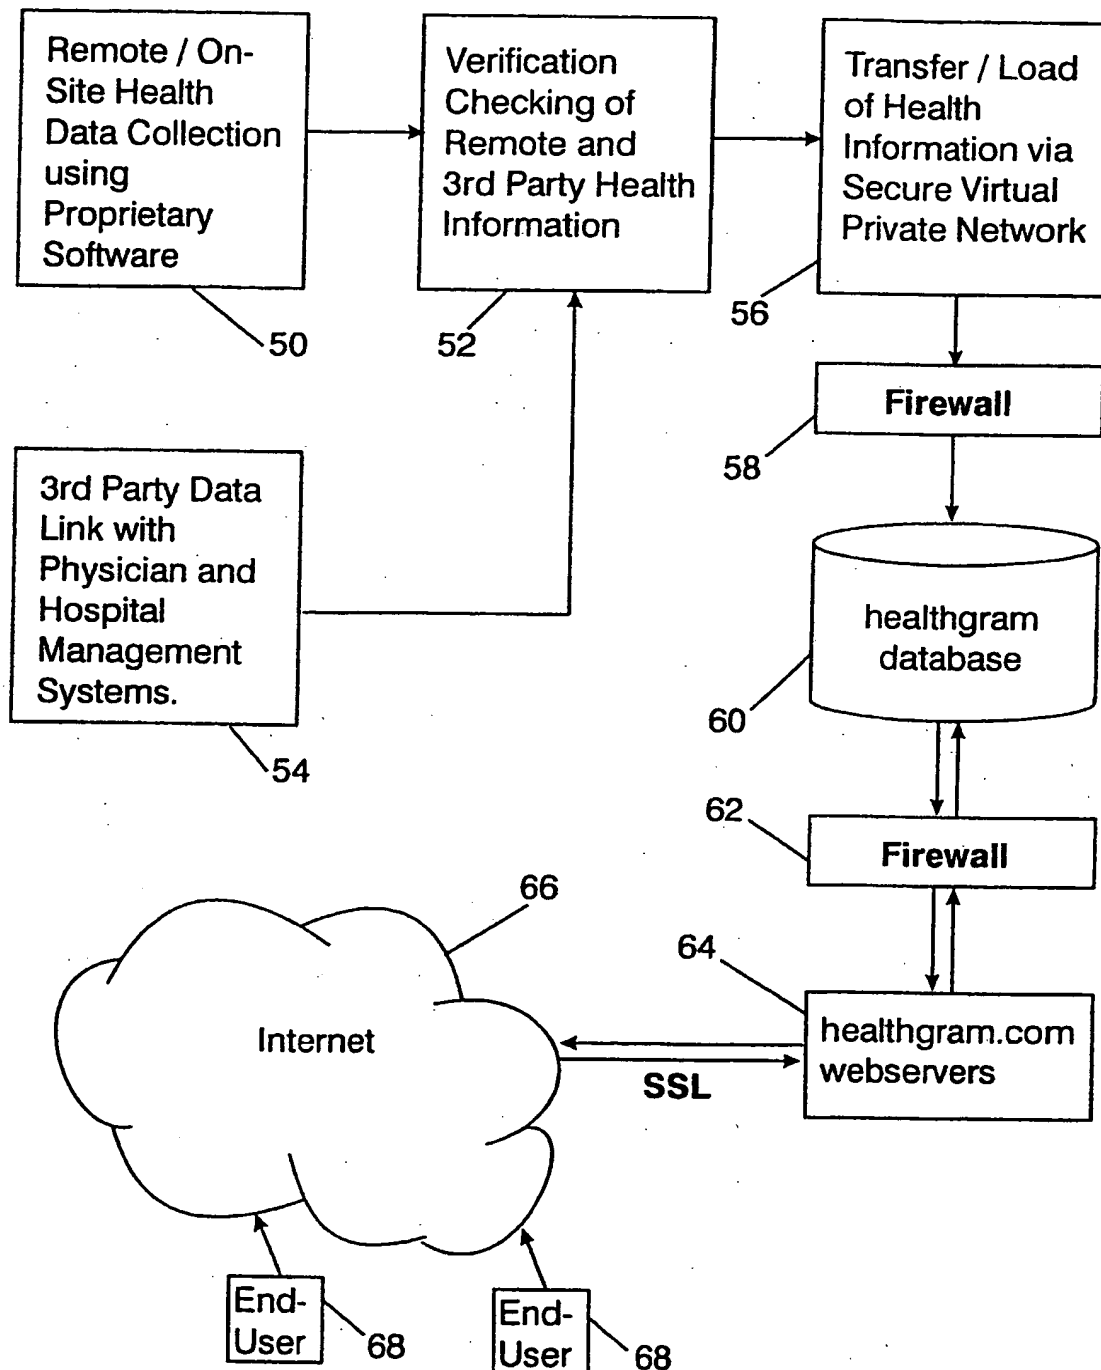 Remote / On-
Site Health
Data Collection
using
Proprietary
Software
50
Verification
Checking of
Remote and
3rd Party Health
Information
52
Transfer / Load
of Health
Information via
Secure Virtual
Private Network
56
Firewall
58
3rd Party Data
Link with
Physician and
Hospital
Management
Systems.
54
healthgram
database
60
62
Firewall
66
64
Internet
healthgram.com
webservers
SSL
End-
User
68
End-
User
68